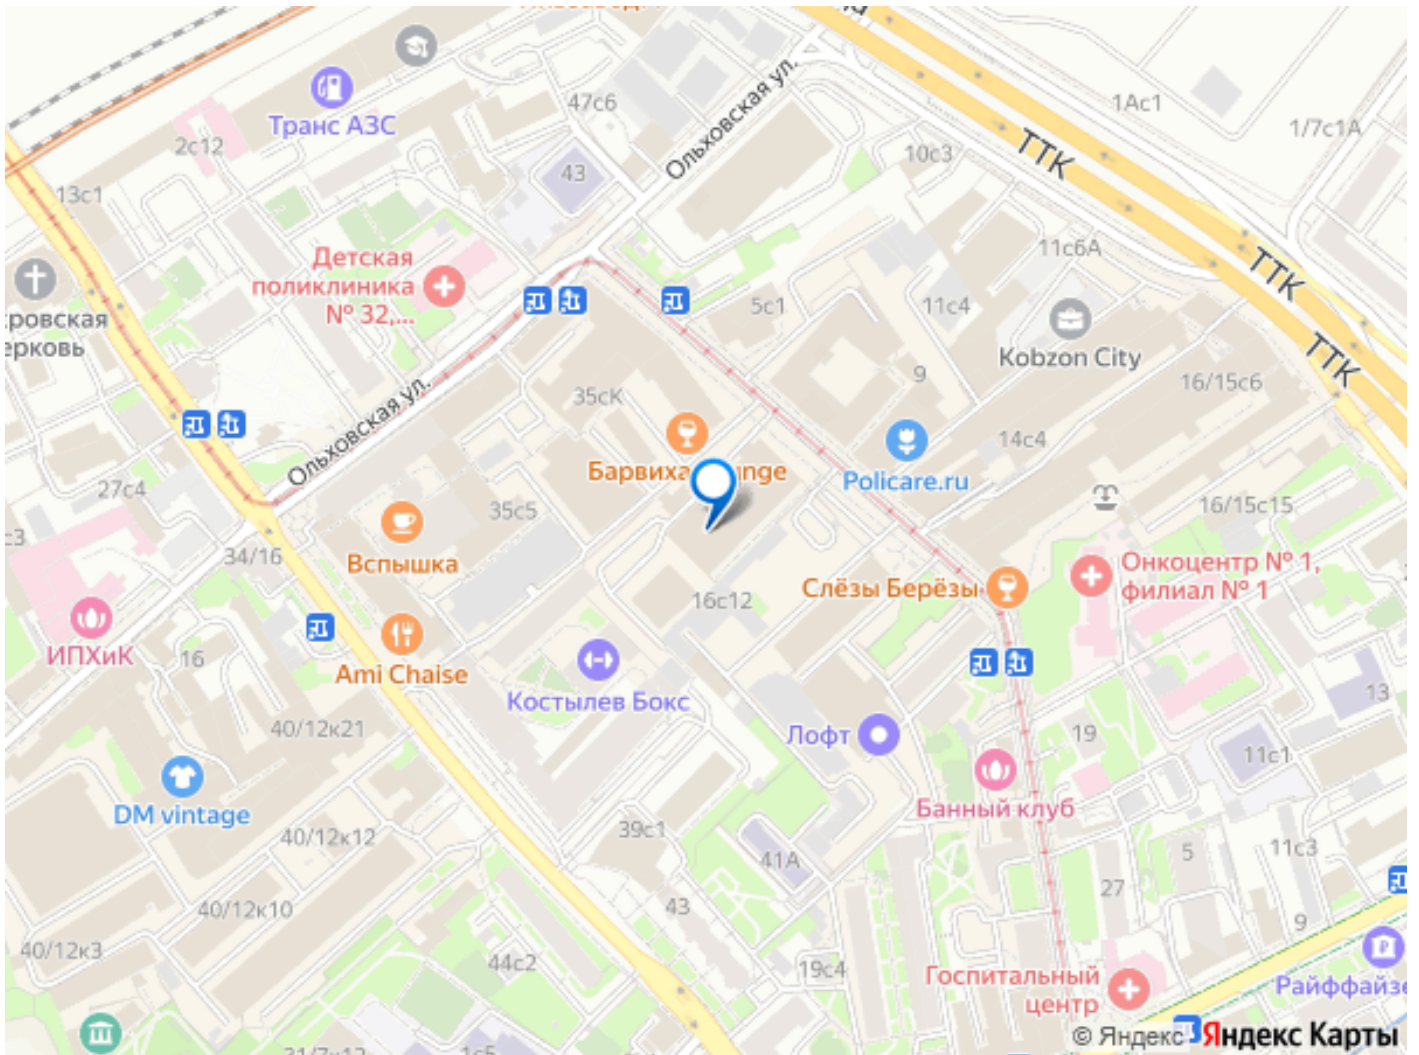 47с6
Ольховская ул.
1Ас1
Транс АЗС
1/7с1А
2с12
ТТК
10с3
43
13с1
11с6А
Детская
поликлиника
№ 32,...
ТТК
5с1
11с4
Kobzon City
ТТК
9
16/15с6
35сК
Ольховская ул.
14с4
Policare.ru
27с4
35с5
16/15с15
34/16
Вспышка
Онкоцентр № 1,
филиал № 1
Слёзы Берёзы
16с12
ИПХиК
16
Ami Chaise
Костылев Бокс
13
40/12к21
Лофт
19
11с1
DM vintage
Банный клуб
40/12к12
39с1
41А
5
11с3
27
40/12к10
43
9
40/12к3
44с2
19с4
Госпитальный
центр
© Яндекс Яндекс Карты